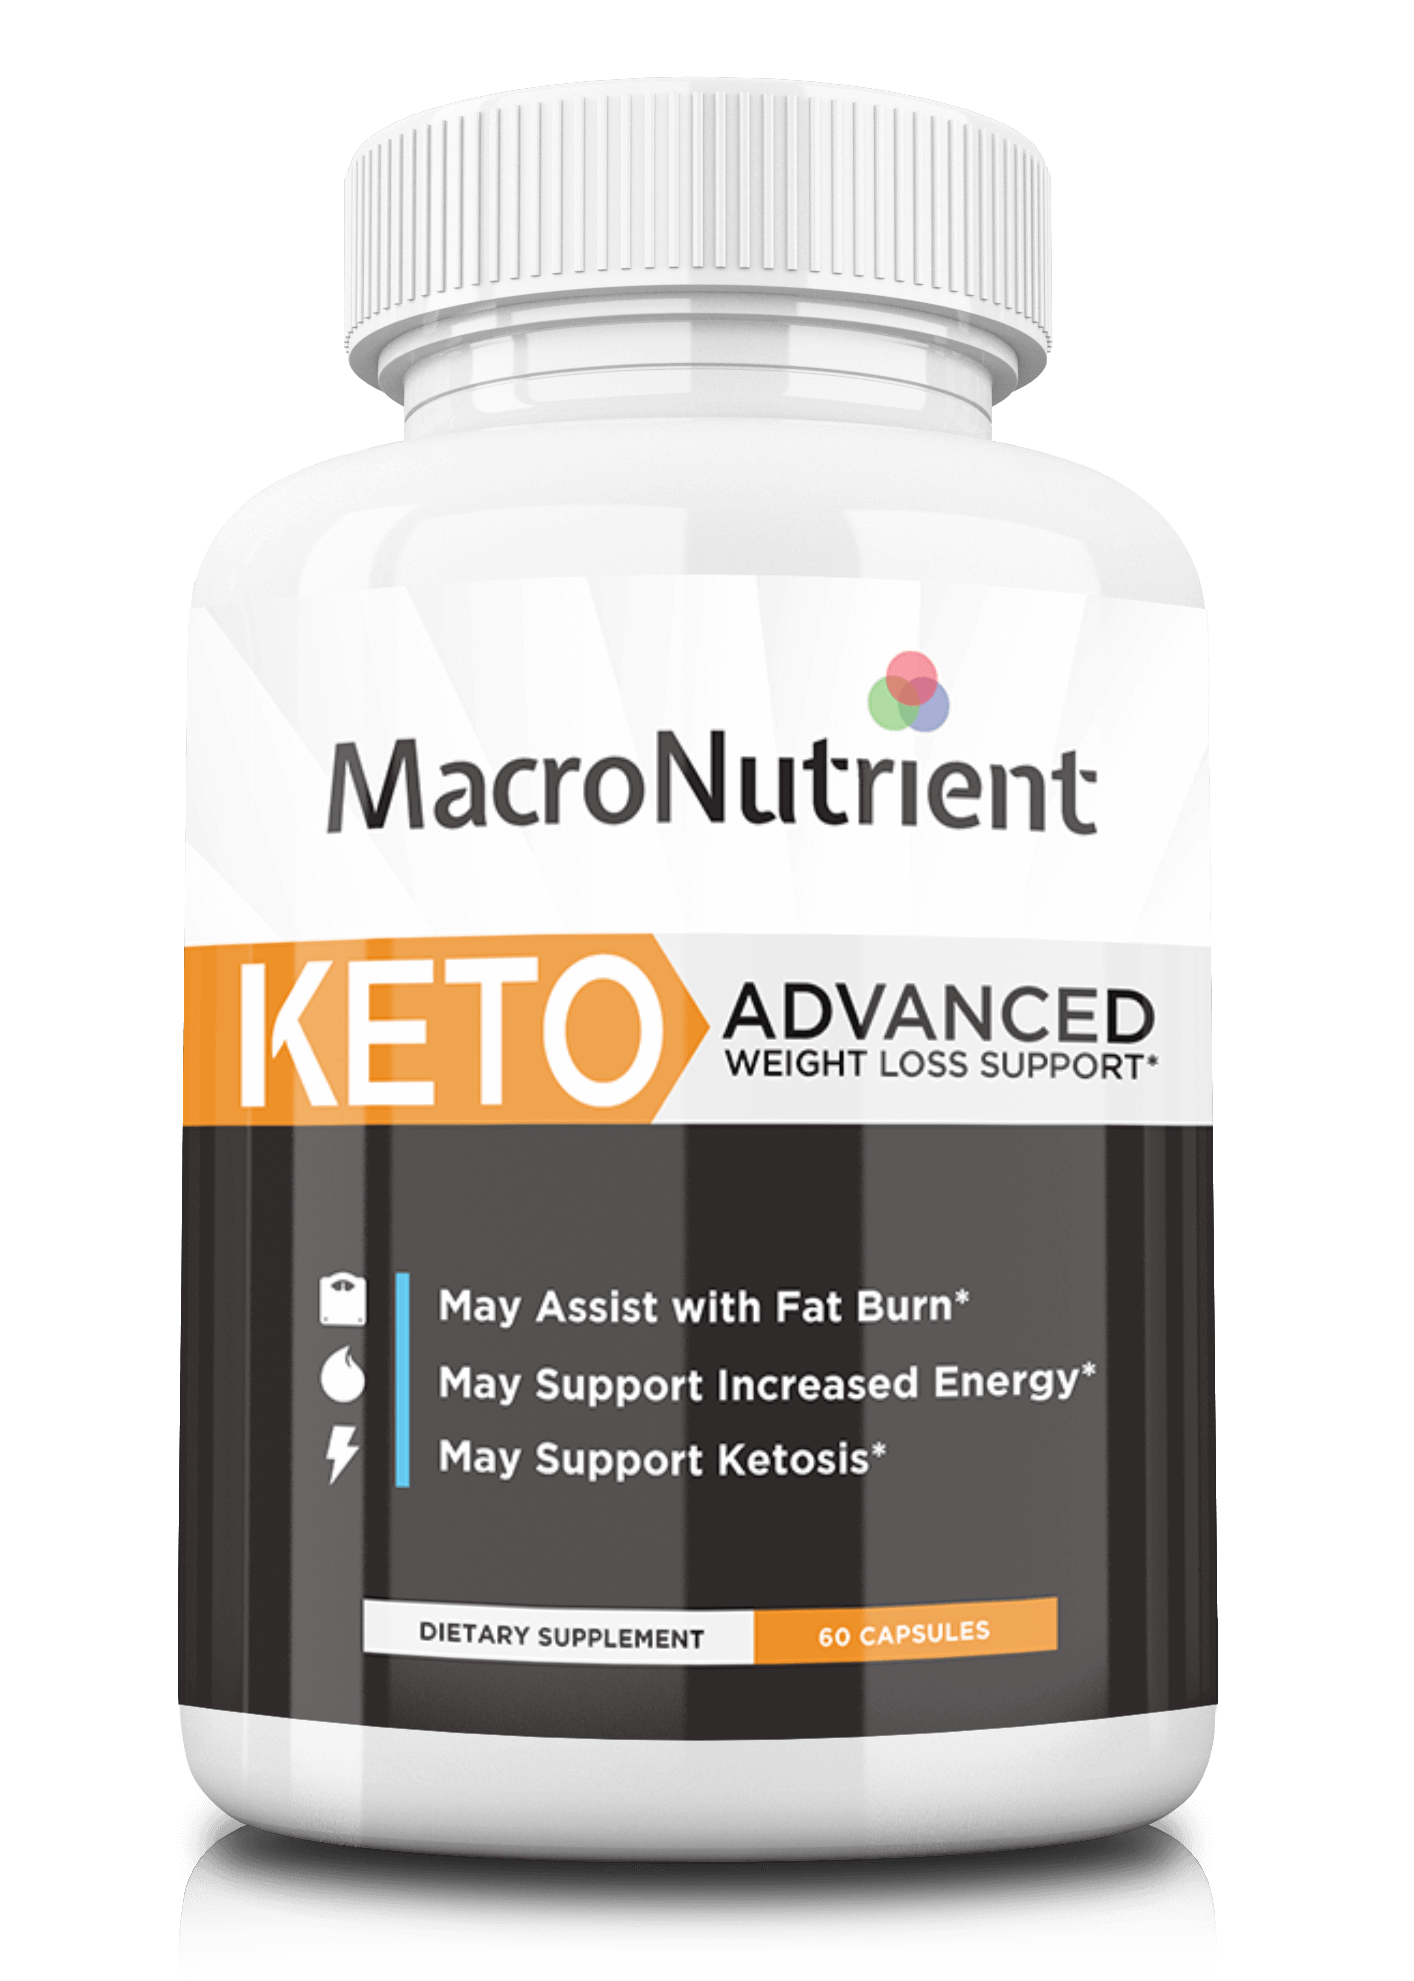 MacroNutrient
KETO
ADVANCED
WEIGHT LOSS SUPPORT*
May Assist with Fat Burn*
May Support Increased Energy*
May Support Ketosis*
DIETARY SUPPLEMENT
60 CAPSULES